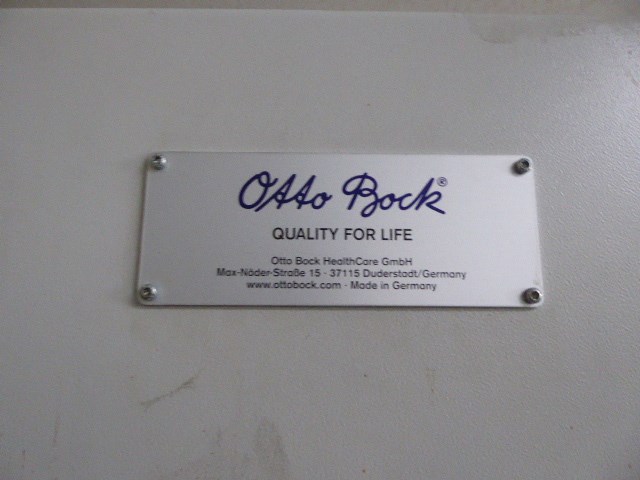 Otto Bock®
QUALITY FOR LIFE
Otto Bock HealthCare GmbH
Max-Näder-Straße 15 · 37115 Duderstadt/Germany
www.ottobock.com · Made in Germany